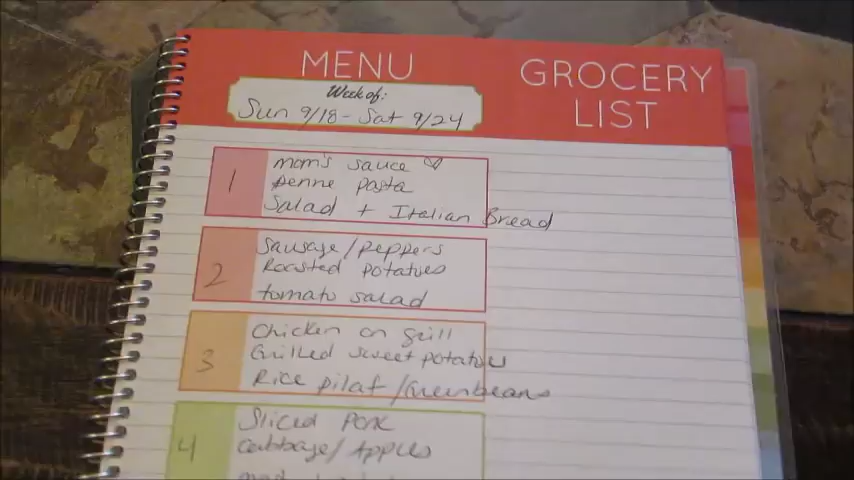 MENU
Week of:
Sun 9/18 - Sat 9/24
GROCERY
LIST
1
mom's sauce ♡
Penne pasta
Salad + Italian Bread
2
Sausage/Peppers
Roasted potatoes
tomato salad
3
Chicken on grill
Grilled sweet potatoes
Rice pilaf/Greenbeans
4
Sliced Pork
Cabbage/Apples